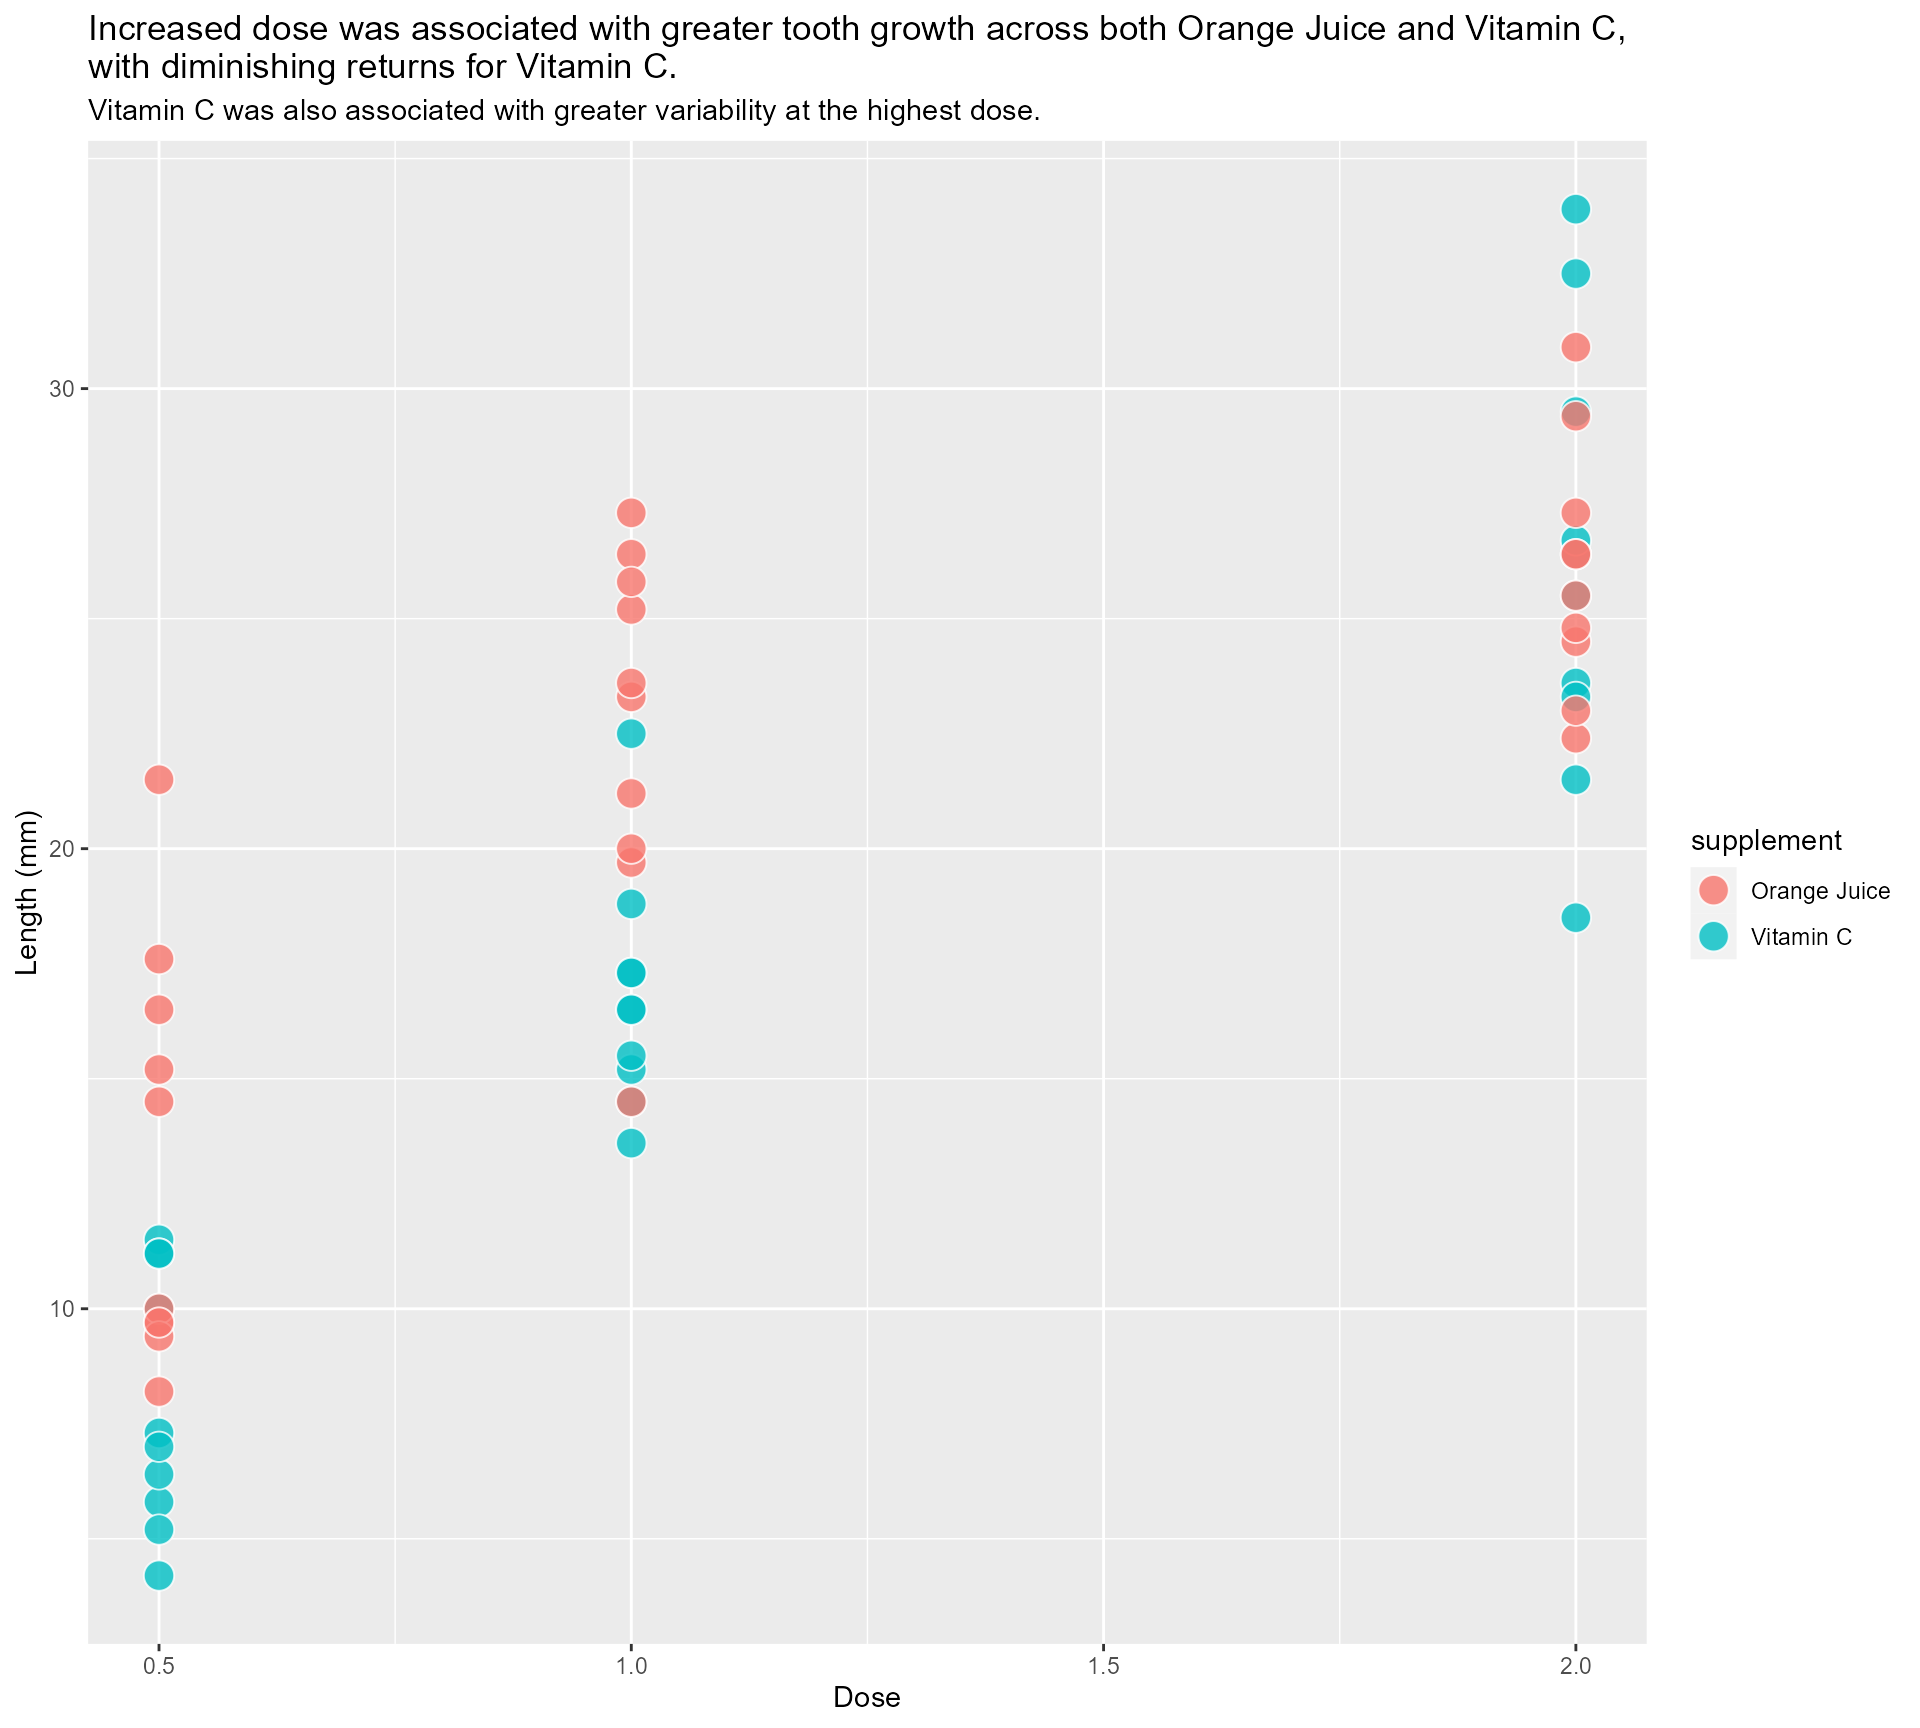 Increased dose was associated with greater tooth growth across both Orange Juice and Vitamin C,
with diminishing returns for Vitamin C.
Vitamin C was also associated with greater variability at the highest dose.
Length (mm)
30
20
10
0.5
1.0
1.5
2.0
Dose
supplement
Orange Juice
Vitamin C